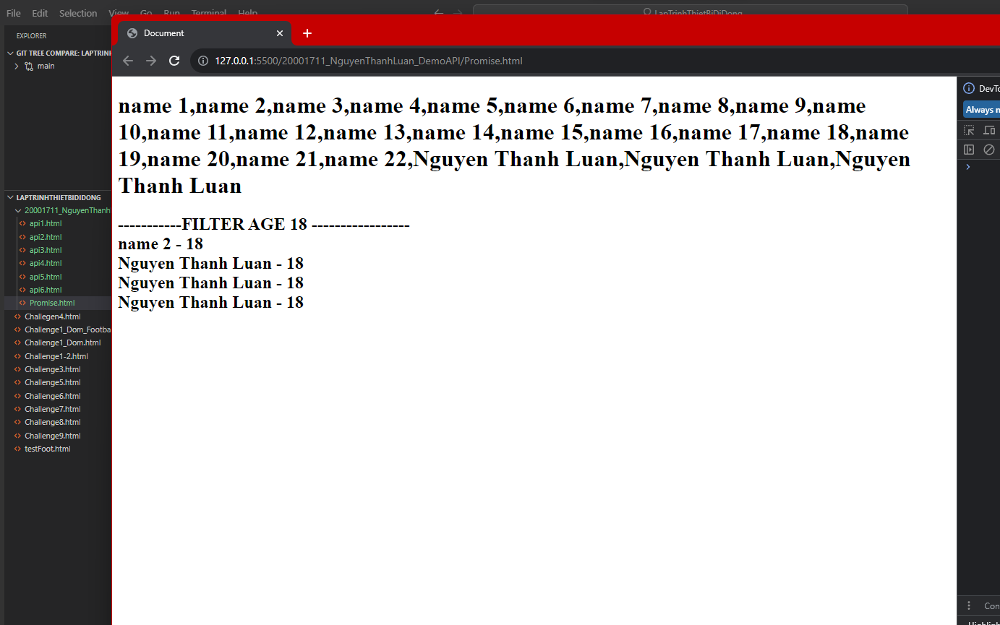 File Edit Selection View Go Run Terminal Help
LapTrinhThietBiDiDong
EXPLORER
GIT TREE COMPARE: LAPTRINH
main
LAPTRINHTHIETBIDIDONG
20001711_NguyenThanhl
api1.html
api2.html
api3.html
api4.html
api5.html
api6.html
Promise.html
Challegen4.html
Challenge1_Dom_Footba
Challenge1_Dom.html
Challenge1-2.html
Challenge3.html
Challenge5.html
Challenge6.html
Challenge7.html
Challenge8.html
Challenge9.html
testFoot.html
Document
127.0.0.1:5500/20001711_NguyenThanhLuan_DemoAPI/Promise.html
name 1,name 2,name 3,name 4,name 5,name 6,name 7,name 8,name 9,name
10,name 11,name 12,name 13,name 14,name 15,name 16,name 17,name 18,name
19,name 20,name 21,name 22,Nguyen Thanh Luan,Nguyen Thanh Luan,Nguyen
Thanh Luan
-----------FILTER AGE 18 -----------------
name 2 - 18
Nguyen Thanh Luan - 18
Nguyen Thanh Luan - 18
Nguyen Thanh Luan - 18
DevTo
Always n
Con